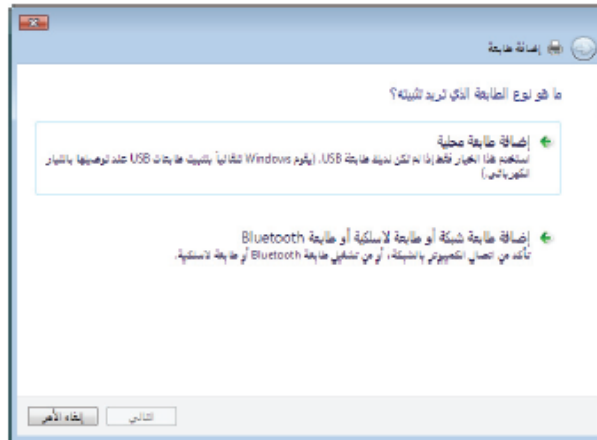 إضافة طابعة
ما هو نوع الطابعة الذي تريد تثبيته؟
إضافة طابعة محلية
استخدم هذا الخيار فقط إذا لم تكن لديك طابعة USB. (يقوم Windows تلقائياً بتثبيت طابعات USB عند توصيلها بالتيار
الكهربائي.)
إضافة طابعة شبكة أو طابعة لاسلكية أو طابعة Bluetooth
تأكد من اتصال الكمبيوتر بالشبكة، أو من تشغيل طابعة Bluetooth أو طابعة لاسلكية.
التالي
إلغاء الأمر